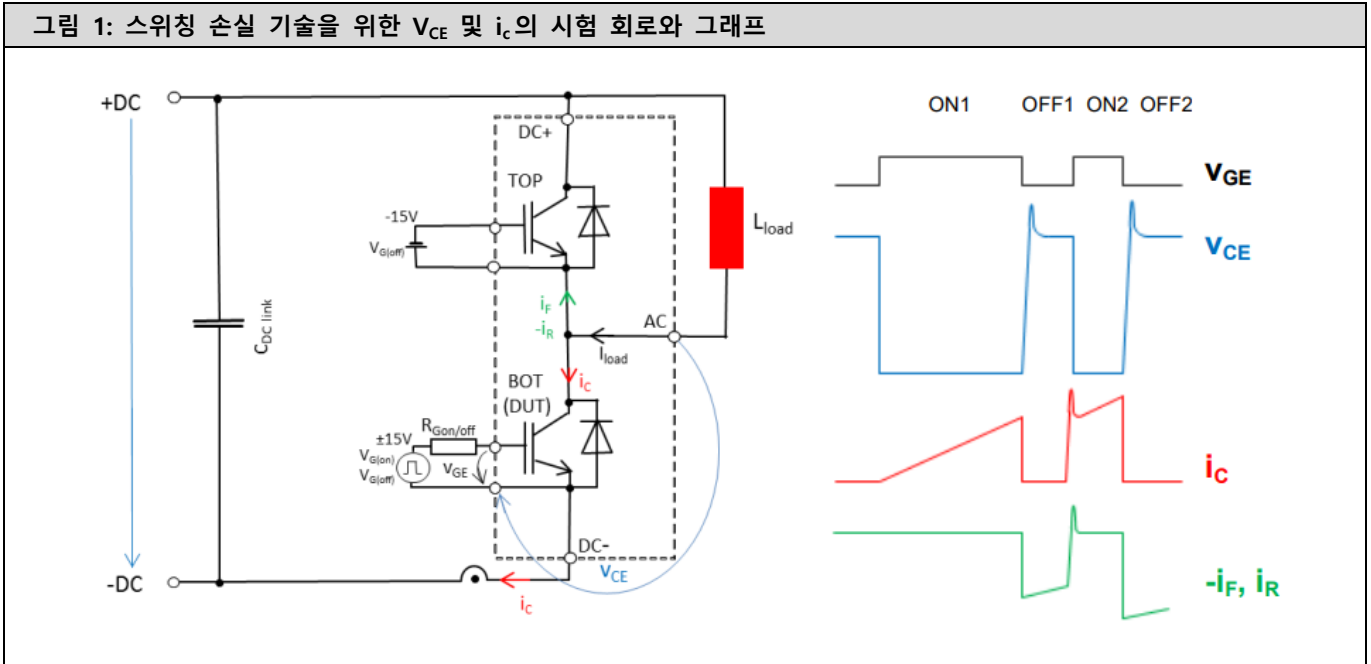 그림 1: 스위칭 손실 기술을 위한 VCE 및 ic의 시험 회로와 그래프
+DC
DC+
TOP
-15V
VG(off)
Lload
CDC link
iF
-iR
AC
Iload
iC
BOT
(DUT)
RGon/off
±15V
VG(on)
VG(off)
vGE
DC-
vCE
-DC
iC
ON1 OFF1 ON2 OFF2
vGE
vCE
iC
-iF, iR